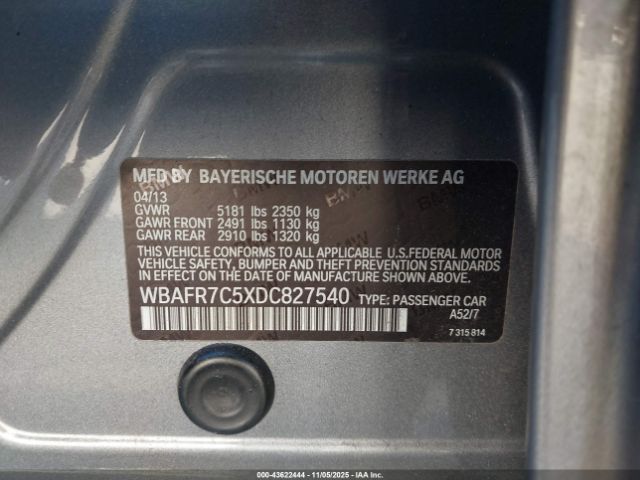 MFD BY BAYERISCHE MOTOREN WERKE AG
04/13
GVWR 5181 lbs 2350 kg
GAWR FRONT 2491 lbs 1130 kg
GAWR REAR 2910 lbs 1320 kg
THIS VEHICLE CONFORMS TO ALL APPLICABLE U.S.FEDERAL MOTOR
VEHICLE SAFETY, BUMPER AND THEFT PREVENTION STANDARDS
IN EFFECT ON THE DATE OF MANUFACTURE SHOWN ABOVE.
WBAFR7C5XDC827540 TYPE: PASSENGER CAR
A52/7
7 315 814
000-43622444 - 11/05/2025 - IAA Inc.